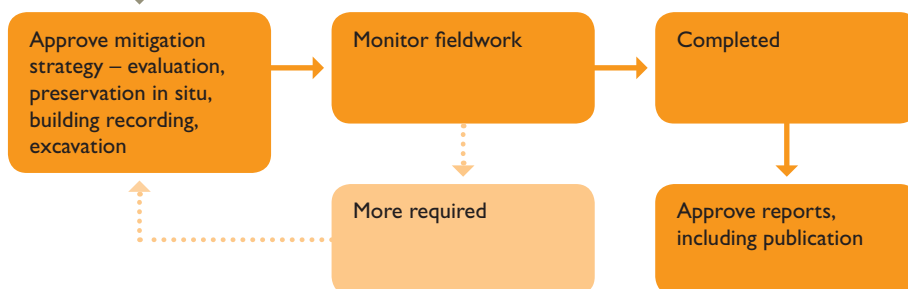 Approve mitigation
strategy – evaluation,
preservation in situ,
building recording,
excavation
Monitor fieldwork
Completed
More required
Approve reports,
including publication